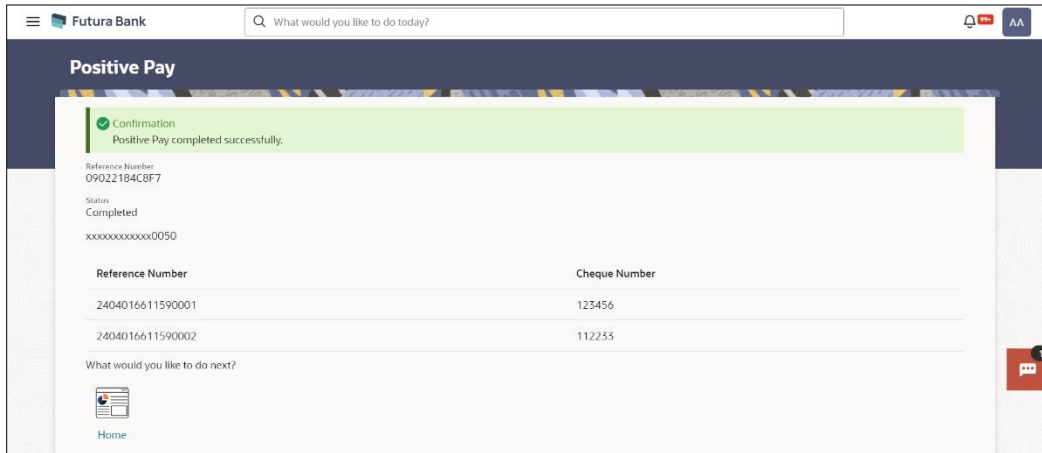 Futura Bank What would you like to do today? 99+ AA
Positive Pay
Confirmation
Positive Pay completed successfully.
Reference Number
09022184C8F7
Status
Completed
xxxxxxxxxxxx0050
Reference Number Cheque Number
2404016611590001 123456
2404016611590002 112233
What would you like to do next?
Home